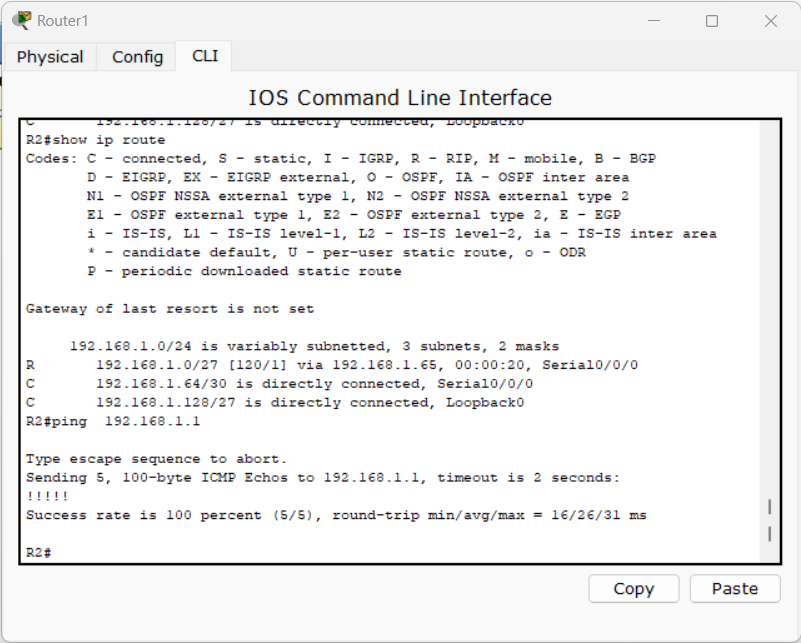 Router1
Physical Config CLI
IOS Command Line Interface
C       192.168.1.128/27 is directly connected, Loopback0
R2#show ip route
Codes: C - connected, S - static, I - IGRP, R - RIP, M - mobile, B - BGP
       D - EIGRP, EX - EIGRP external, O - OSPF, IA - OSPF inter area
       N1 - OSPF NSSA external type 1, N2 - OSPF NSSA external type 2
       E1 - OSPF external type 1, E2 - OSPF external type 2, E - EGP
       i - IS-IS, L1 - IS-IS level-1, L2 - IS-IS level-2, ia - IS-IS inter area
       * - candidate default, U - per-user static route, o - ODR
       P - periodic downloaded static route
Gateway of last resort is not set
     192.168.1.0/24 is variably subnetted, 3 subnets, 2 masks
R       192.168.1.0/27 [120/1] via 192.168.1.65, 00:00:20, Serial0/0/0
C       192.168.1.64/30 is directly connected, Serial0/0/0
C       192.168.1.128/27 is directly connected, Loopback0
R2#ping  192.168.1.1
Type escape sequence to abort.
Sending 5, 100-byte ICMP Echos to 192.168.1.1, timeout is 2 seconds:
!!!!!
Success rate is 100 percent (5/5), round-trip min/avg/max = 16/26/31 ms
R2#
Copy Paste